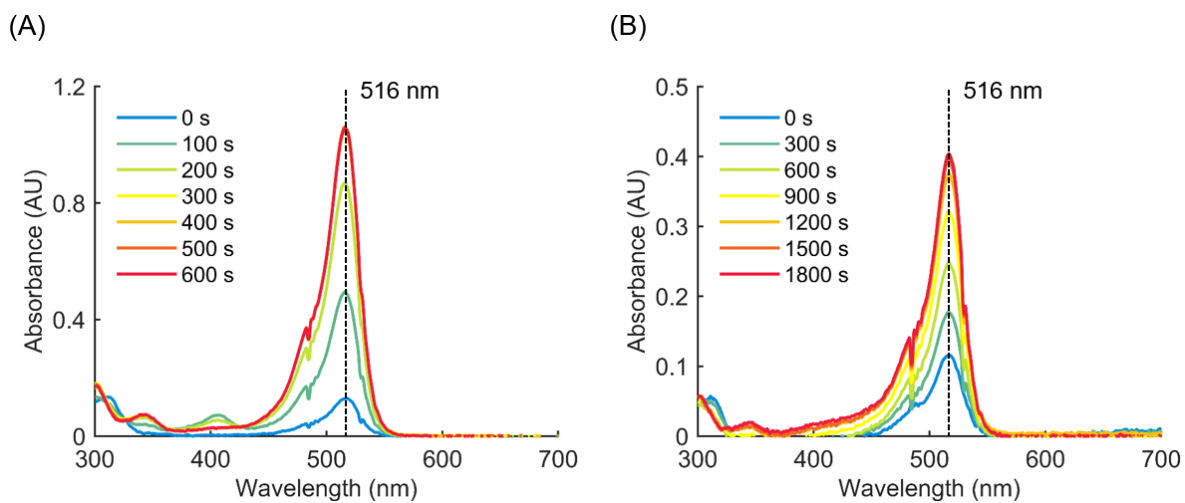 (A)
516 nm
0 s
100 s
200 s
300 s
400 s
500 s
600 s
Absorbance (AU)
1.2
0.8
0.4
0
300
400
500
600
700
Wavelength (nm)
(B)
516 nm
0 s
300 s
600 s
900 s
1200 s
1500 s
1800 s
Absorbance (AU)
0.5
0.4
0.3
0.2
0.1
0
300
400
500
600
700
Wavelength (nm)